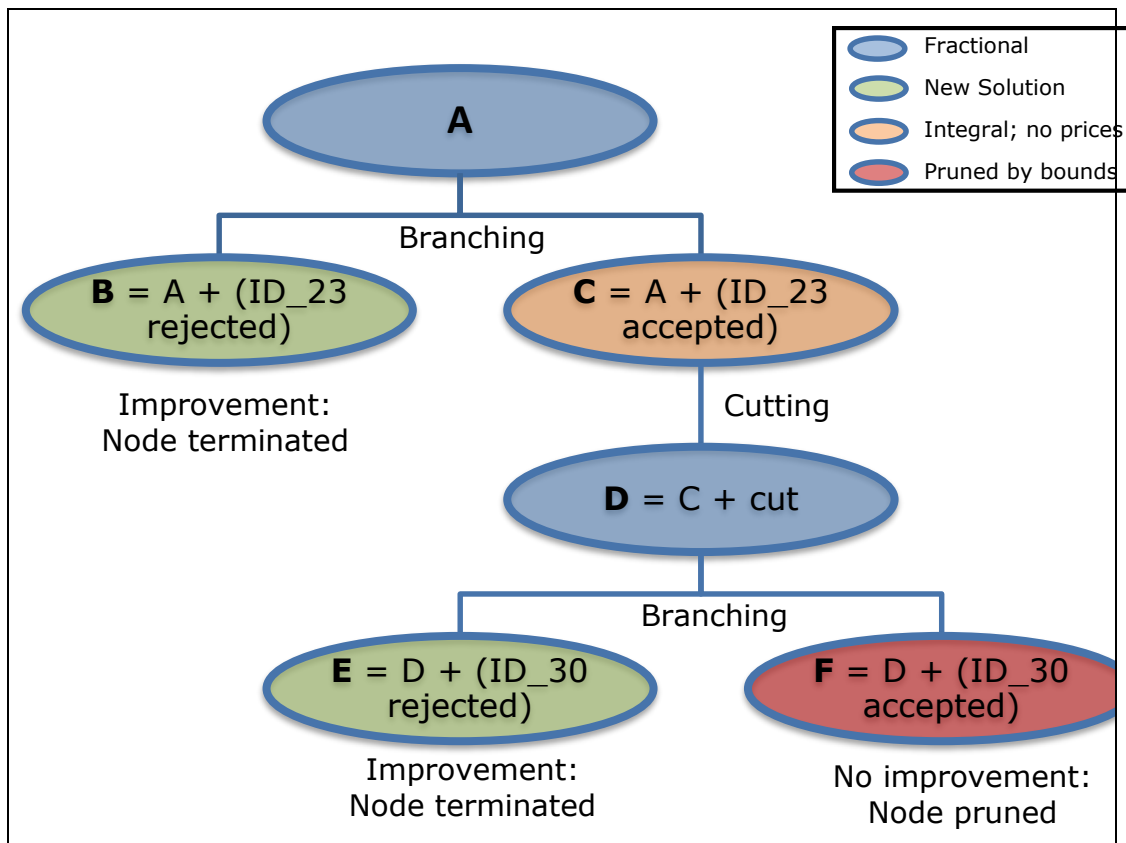 Fractional
New Solution
Integral; no prices
Pruned by bounds
A
Branching
B = A + (ID_23
rejected)
C = A + (ID_23
accepted)
Improvement:
Node terminated
Cutting
D = C + cut
Branching
E = D + (ID_30
rejected)
F = D + (ID_30
accepted)
Improvement:
Node terminated
No improvement:
Node pruned